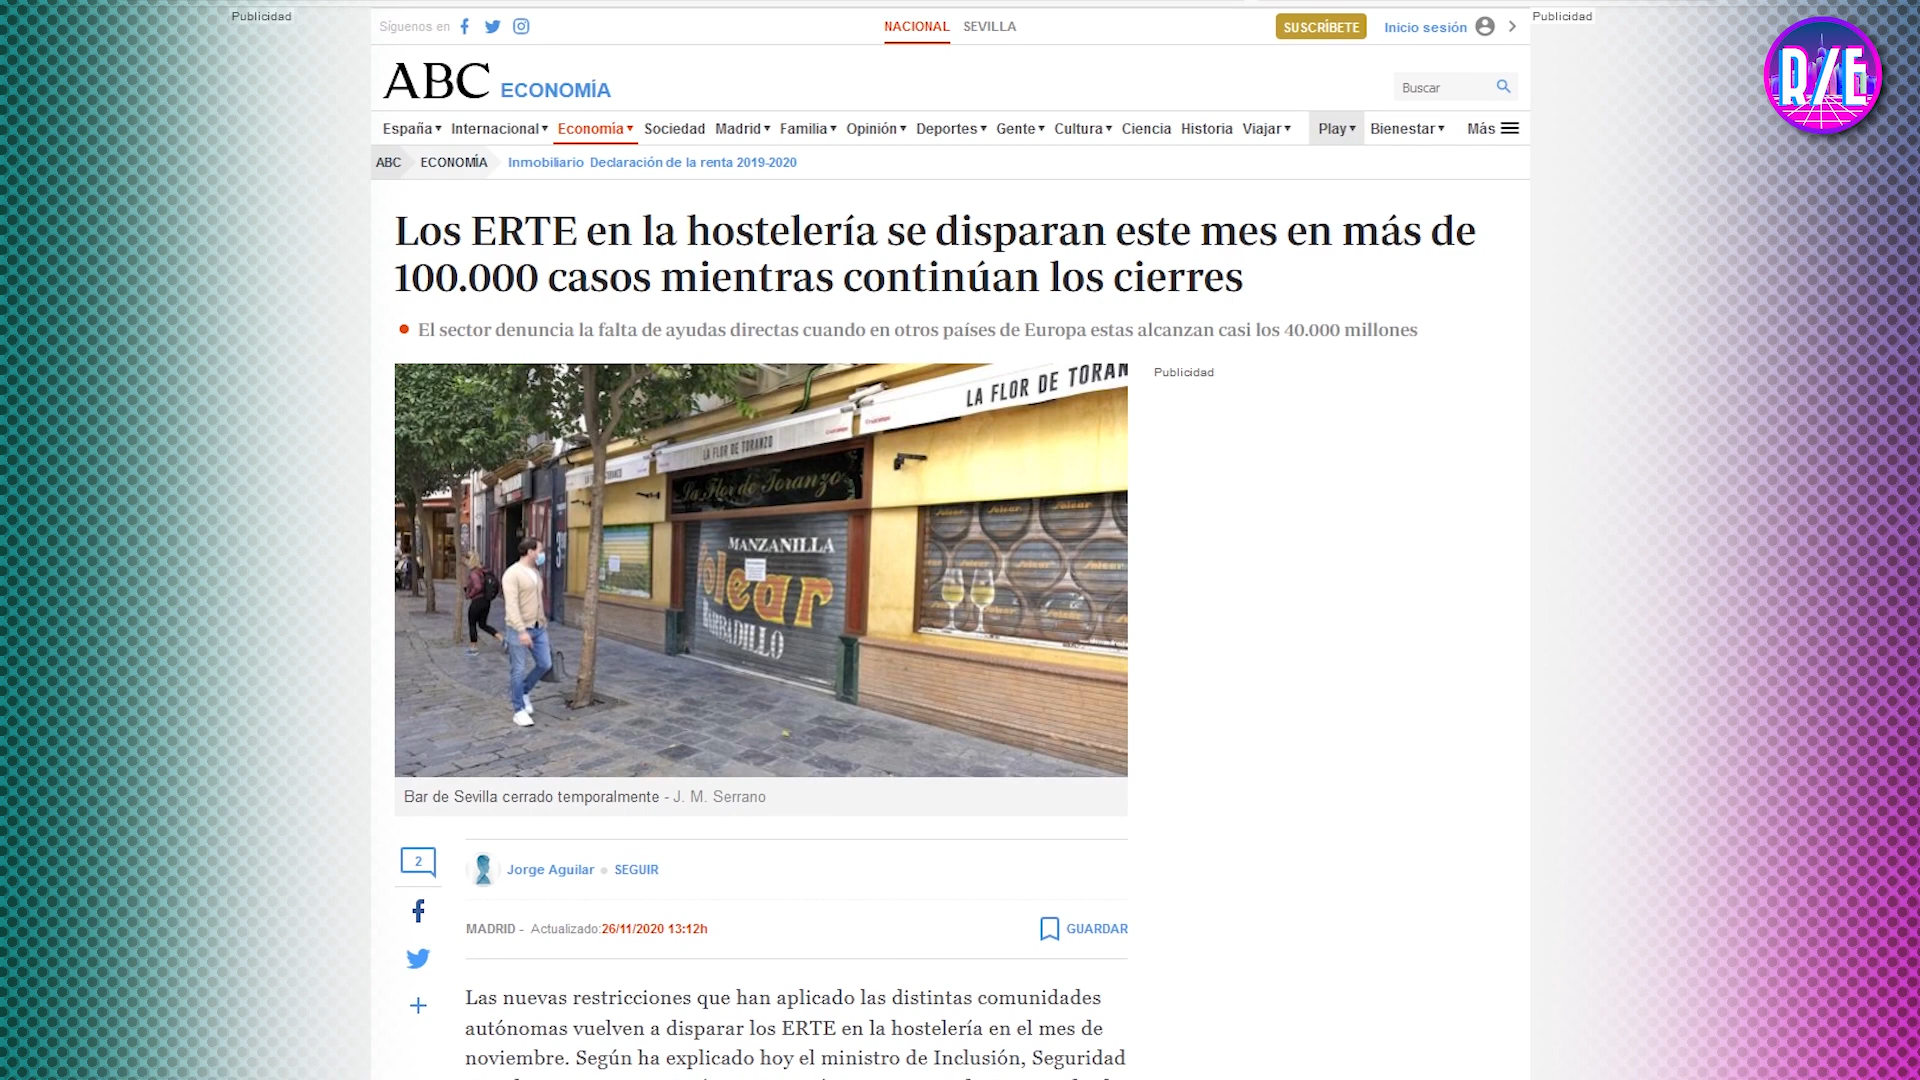 Publicidad
Síguenos en
NACIONAL SEVILLA
SUSCRÍBETE Inicio sesión
Publicidad
R/E
ABC ECONOMÍA
Buscar
España Internacional Economía Sociedad Madrid Familia Opinión Deportes Gente Cultura Ciencia Historia Viajar Play Bienestar Más
ABC ECONOMÍA Inmobiliario Declaración de la renta 2019-2020
Los ERTE en la hostelería se disparan este mes en más de
100.000 casos mientras continúan los cierres
El sector denuncia la falta de ayudas directas cuando en otros países de Europa estas alcanzan casi los 40.000 millones
Publicidad
LA FLOR DE TORAN
LA FLOR DE TORANZO
La Flor de Toranzo
MANZANILLA
Solear
BARBADILLO
Bar de Sevilla cerrado temporalmente - J. M. Serrano
2
Jorge Aguilar SEGUIR
MADRID - Actualizado:26/11/2020 13:12h
GUARDAR
Las nuevas restricciones que han aplicado las distintas comunidades
autónomas vuelven a disparar los ERTE en la hostelería en el mes de
noviembre. Según ha explicado hoy el ministro de Inclusión, Seguridad